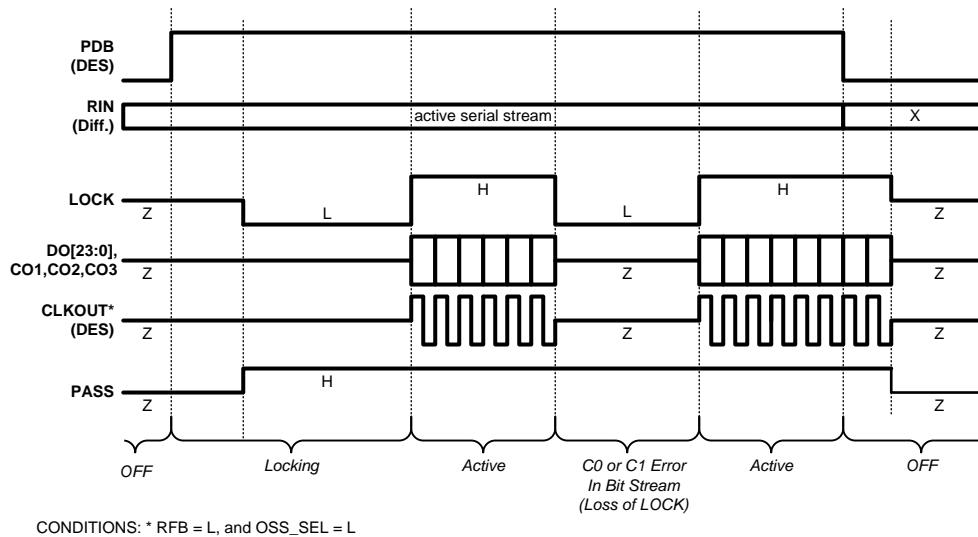 PDB
(DES)
RIN
(Diff.)
active serial stream
X
LOCK
Z
L
H
L
H
Z
DO[23:0],
CO1,CO2,CO3
Z
Z
Z
CLKOUT*
(DES)
Z
Z
Z
PASS
Z
H
Z
OFF
Locking
Active
C0 or C1 Error
In Bit Stream
(Loss of LOCK)
Active
OFF
CONDITIONS: * RFB = L, and OSS_SEL = L